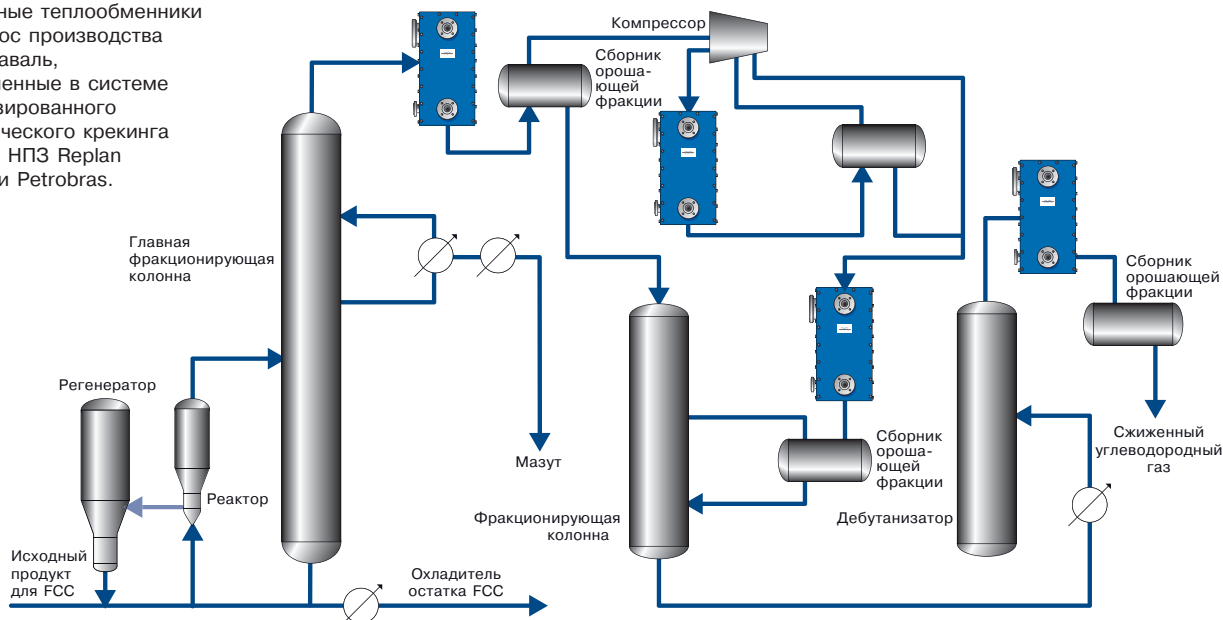 ные теплообменники
ос производства
аваль,
ленные в системе
зированного
ческого крекинга
НПЗ Replan
и Petrobras.
Компрессор
Сборник
ороша-
ющей
фракции
Главная
фракционирующая
колонна
Сборник
орошающей
фракции
Регенератор
Реактор
Мазут
Сборник
ороша-
ющей
фракции
Сжиженный
углеводородный
газ
Фракционирующая
колонна
Дебутанизатор
Исходный
продукт
для FCC
Охладитель
остатка FCC